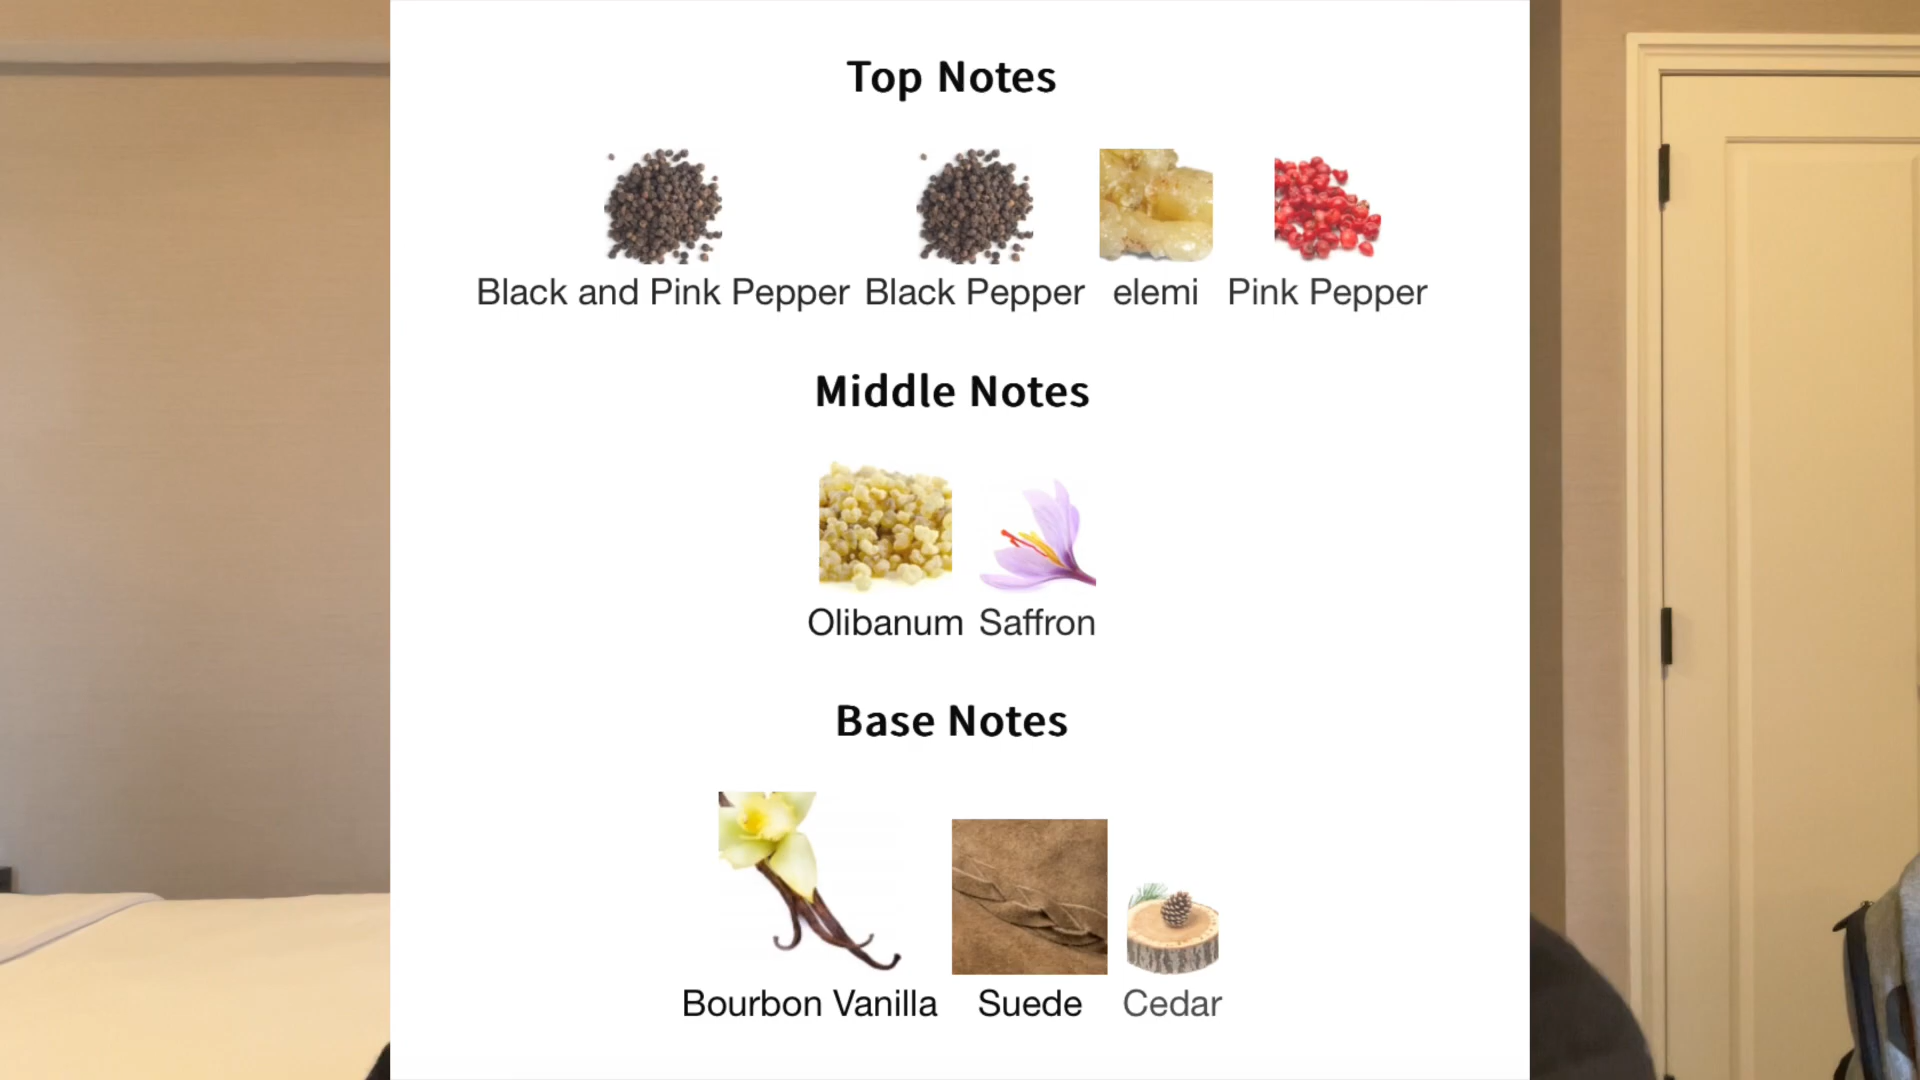 Top Notes
Black and Pink Pepper Black Pepper elemi Pink Pepper
Middle Notes
Olibanum Saffron
Base Notes
Bourbon Vanilla Suede Cedar